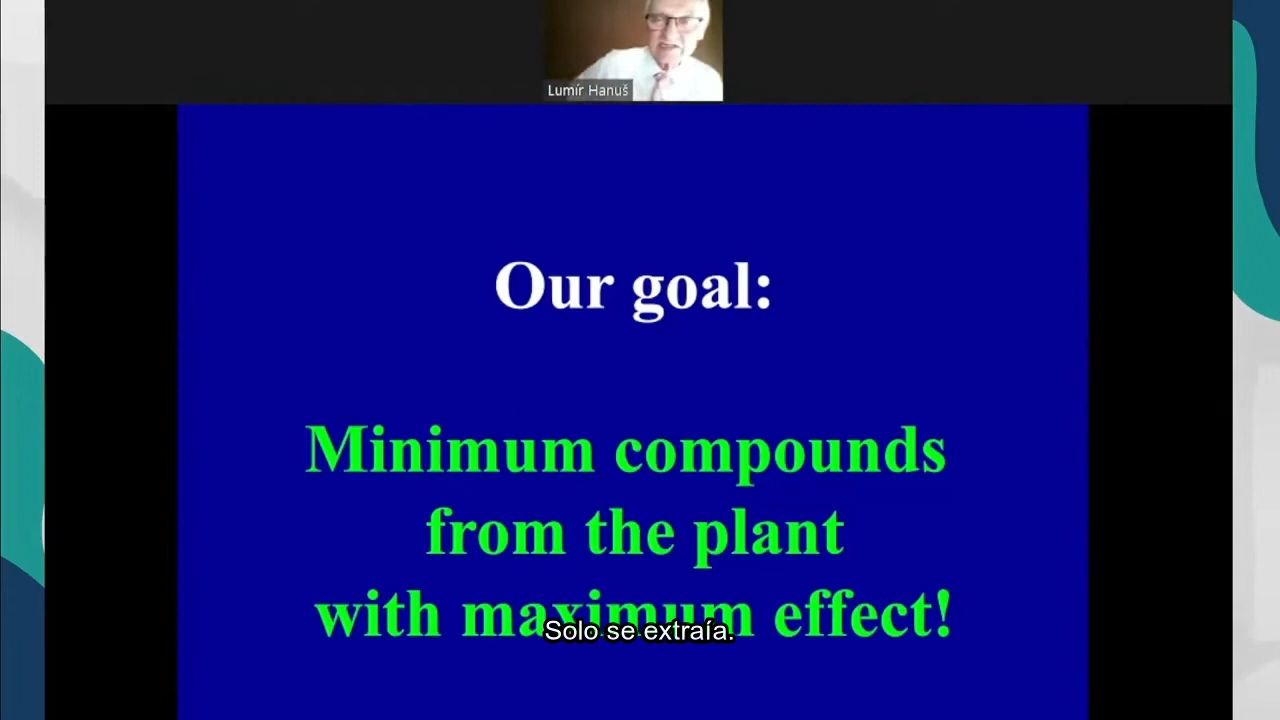 Lumír Hanuš
Our goal:
Minimum compounds
from the plant
with maximum effect!
Solo se extraía.